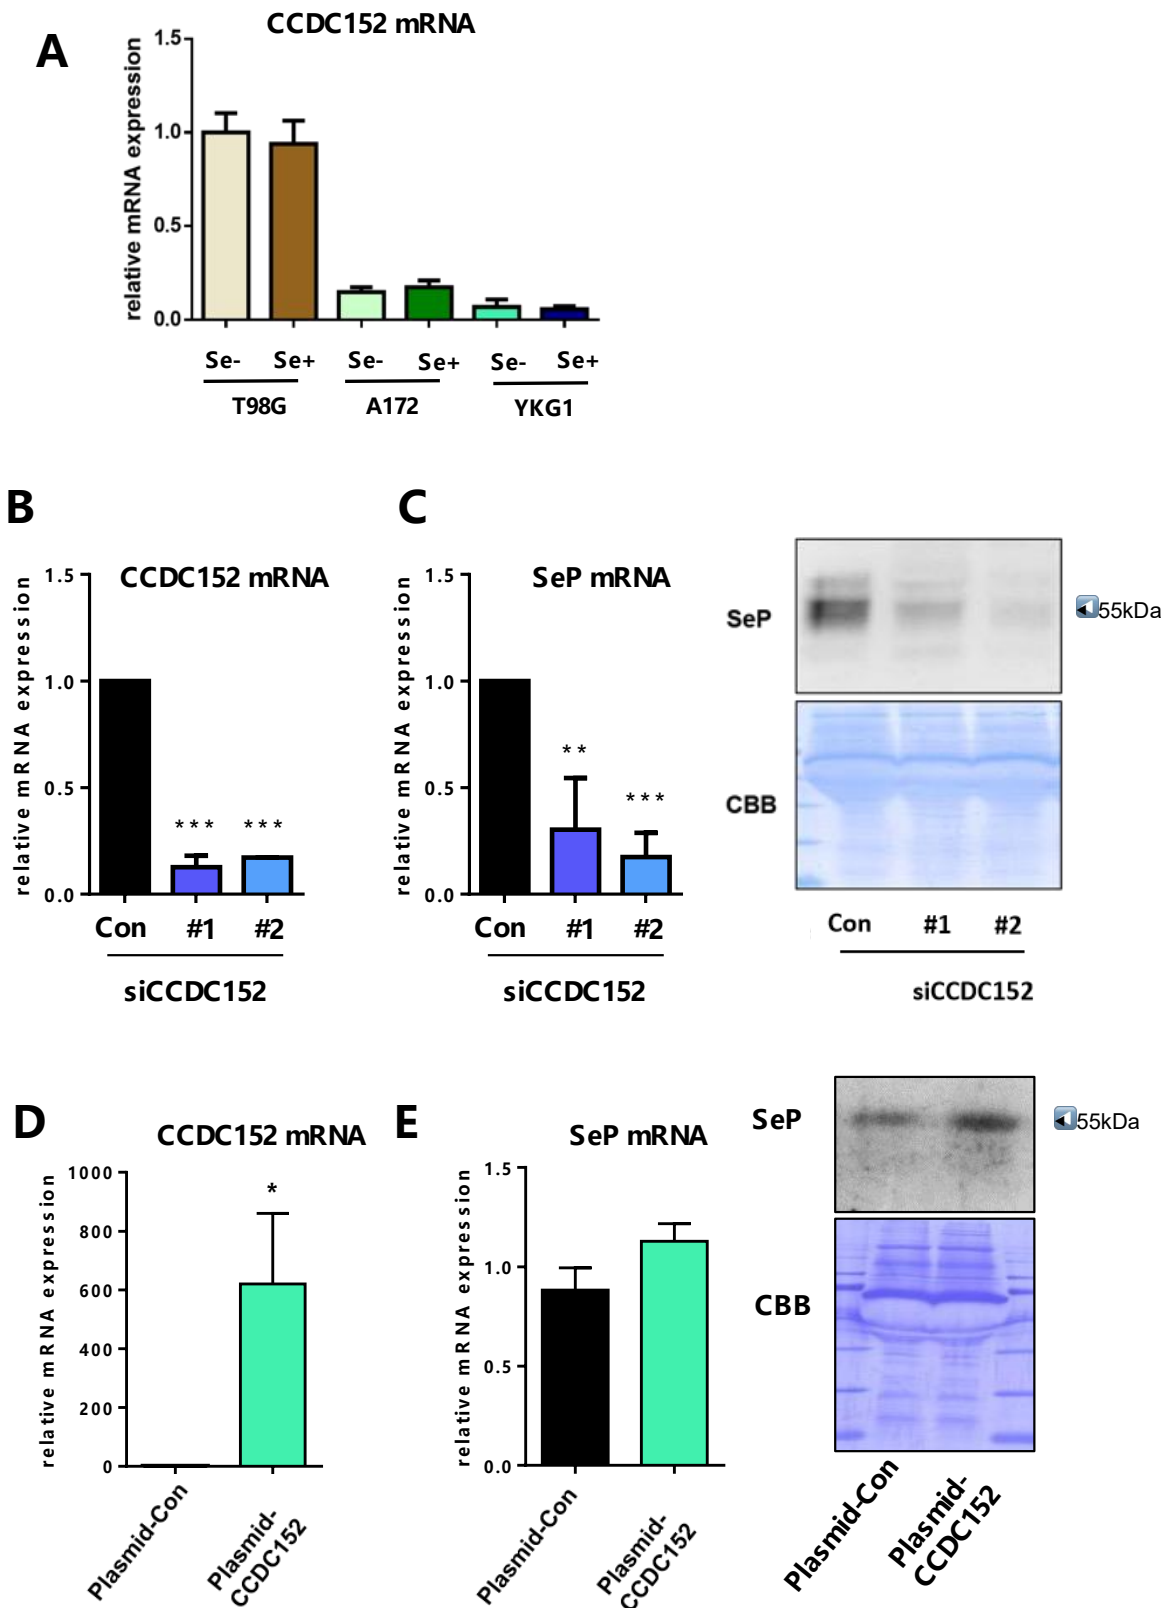 A
CCDC152 mRNA
relative mRNA expression
1.5
1.0
0.5
0.0
Se- Se+ Se- Se+ Se- Se+
T98G A172 YKG1
B
CCDC152 mRNA
relative mRNA expression
1.5
1.0
0.5
0.0
*** ***
Con #1 #2
siCCDC152
C
SeP mRNA
relative mRNA expression
1.5
1.0
0.5
0.0
** ***
Con #1 #2
siCCDC152
SeP
55kDa
CBB
Con #1 #2
siCCDC152
D
CCDC152 mRNA
relative mRNA expression
1000
800
600
400
200
0
*
Plasmid-Con
Plasmid-
CCDC152
E
SeP mRNA
relative mRNA expression
1.5
1.0
0.5
0.0
Plasmid-Con
Plasmid-
CCDC152
SeP
55kDa
CBB
Plasmid-Con
Plasmid-
CCDC152